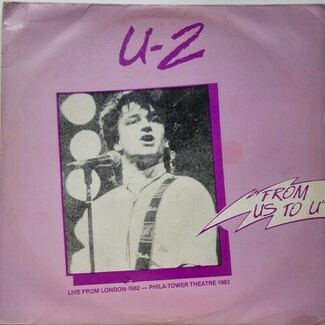 U-2
"FROM
US TO U"
LIVE FROM LONDON-1982 — PHILA-TOWER THEATRE 1983